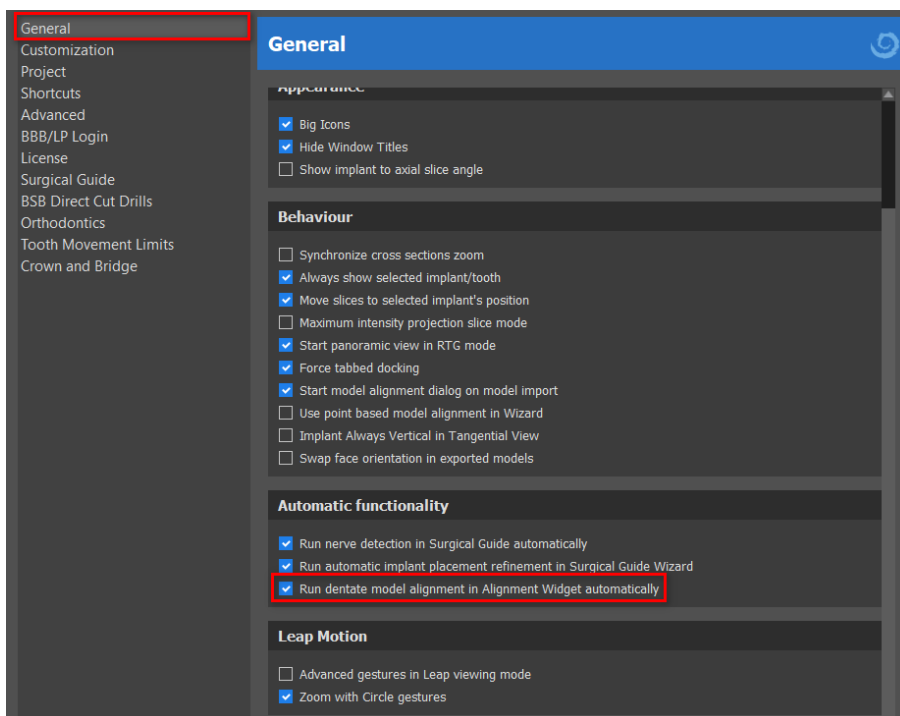 General
Customization
Project
Shortcuts
Advanced
BBB/LP Login
License
Surgical Guide
BSB Direct Cut Drills
Orthodontics
Tooth Movement Limits
Crown and Bridge
General
Appearance
Big Icons
Hide Window Titles
Show implant to axial slice angle
Behaviour
Synchronize cross sections zoom
Always show selected implant/tooth
Move slices to selected implant's position
Maximum intensity projection slice mode
Start panoramic view in RTG mode
Force tabbed docking
Start model alignment dialog on model import
Use point based model alignment in Wizard
Implant Always Vertical in Tangential View
Swap face orientation in exported models
Automatic functionality
Run nerve detection in Surgical Guide automatically
Run automatic implant placement refinement in Surgical Guide Wizard
Run dentate model alignment in Alignment Widget automatically
Leap Motion
Advanced gestures in Leap viewing mode
Zoom with Circle gestures